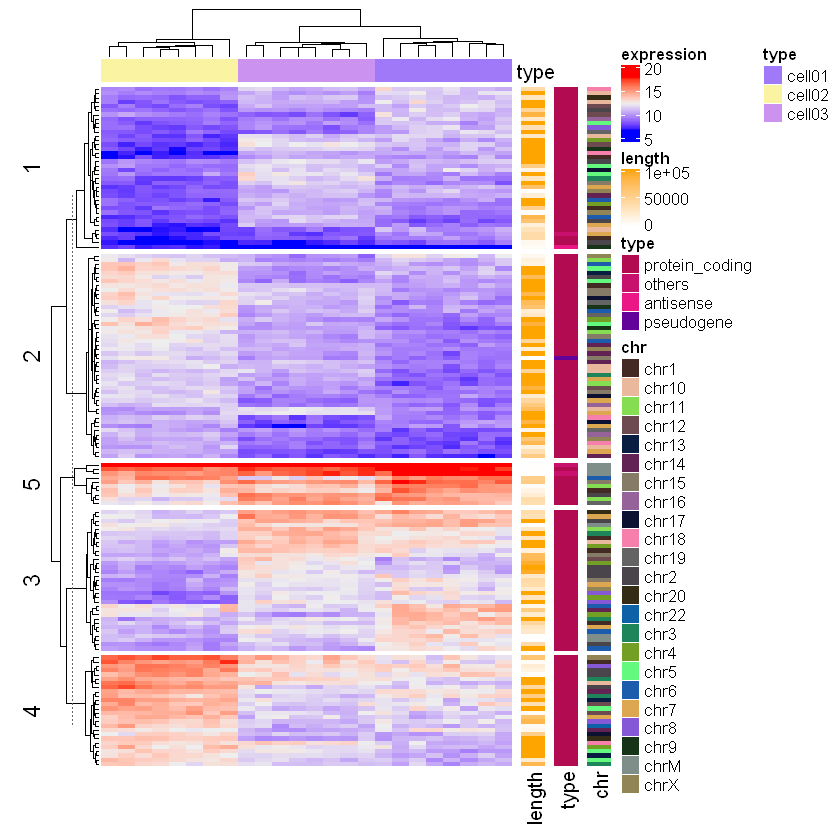 type
1
2
5
3
4
length
type
chr
expression
20
15
10
5
length
1e+05
50000
0
type
protein_coding
others
antisense
pseudogene
chr
chr1
chr10
chr11
chr12
chr13
chr14
chr15
chr16
chr17
chr18
chr19
chr2
chr20
chr22
chr3
chr4
chr5
chr6
chr7
chr8
chr9
chrM
chrX
type
cell01
cell02
cell03